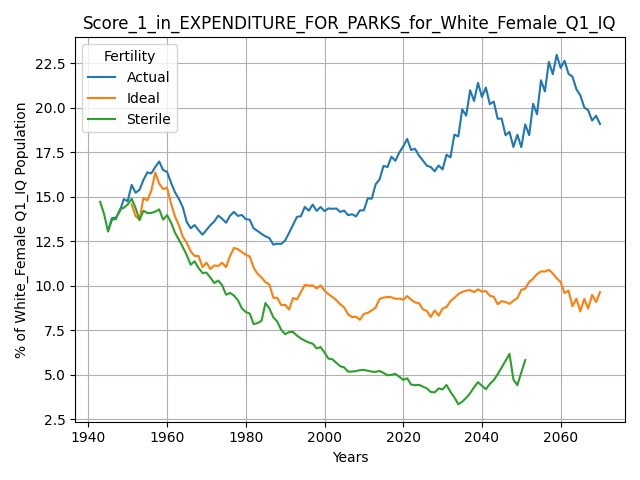 Score_1_in_EXPENDITURE_FOR_PARKS_for_White_Female_Q1_IQ
Fertility
Actual
Ideal
Sterile
% of White_Female Q1_IQ Population
22.5
20.0
17.5
15.0
12.5
10.0
7.5
5.0
2.5
1940
1960
1980
2000
2020
2040
2060
Years